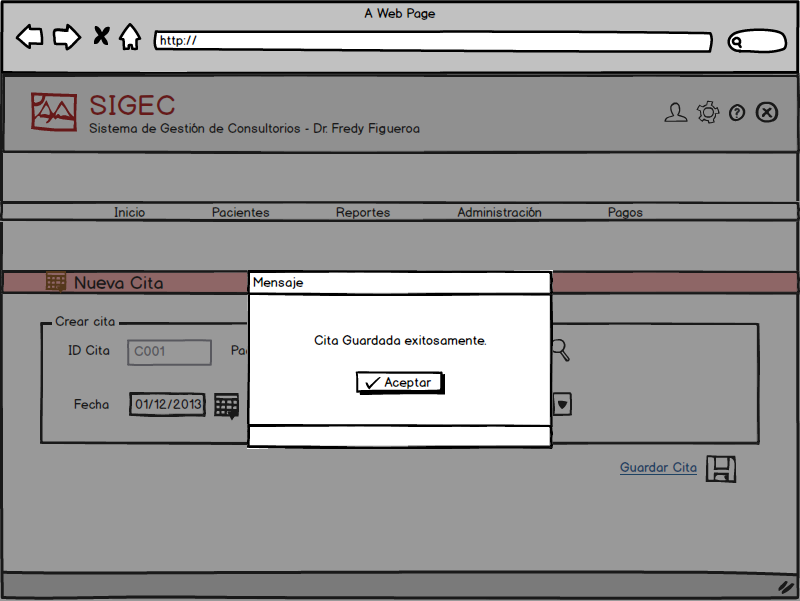 A Web Page
http://
SIGEC
Sistema de Gestión de Consultorios - Dr. Fredy Figueroa
Inicio Pacientes Reportes Administración Pagos
Nueva Cita
Mensaje
Crear cita
Cita Guardada exitosamente.
ID Cita C001
Aceptar
Fecha 01/12/2013
Guardar Cita